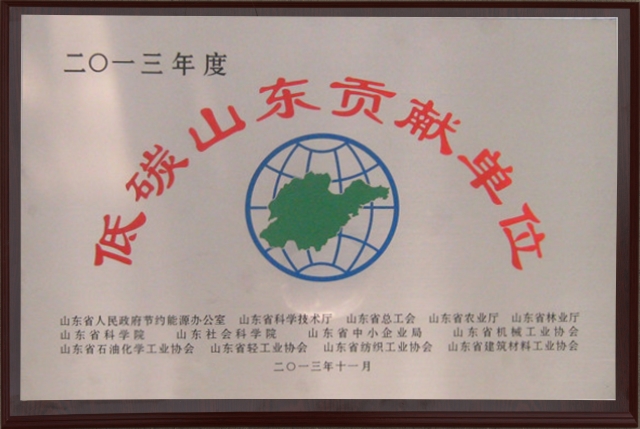 二〇一三年度
低碳山东贡献单位
山东省人民政府节约能源办公室 山东省科学技术厅 山东省总工会 山东省农业厅 山东省林业厅
山东省科学院 山东社会科学院 山东省中小企业局 山东省机械工业协会
山东省石油化学工业协会 山东省轻工业协会 山东省纺织工业协会 山东省建筑材料工业协会
二〇一三年十一月